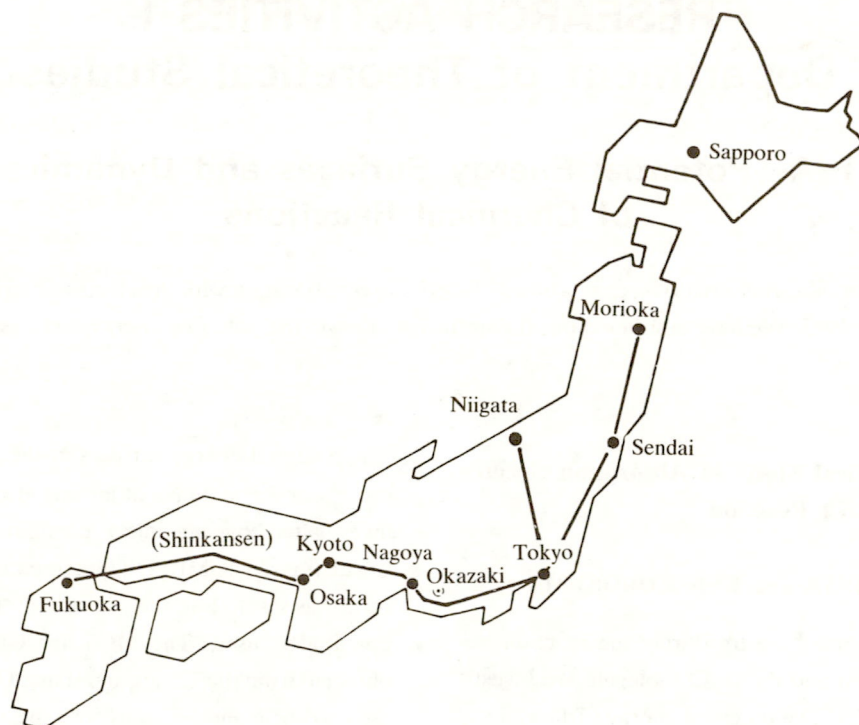 Sapporo
Morioka
Niigata
Sendai
(Shinkansen)
Kyoto
Nagoya
Tokyo
Okazaki
Osaka
Fukuoka